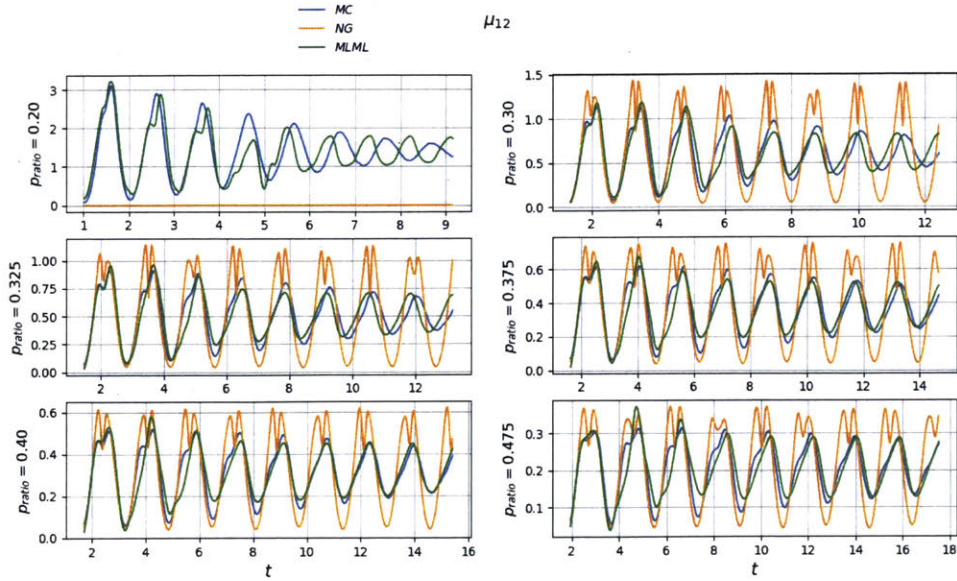 MC
NG
MLML
μ12
pratio = 0.20
3
2
1
0
1 2 3 4 5 6 7 8 9
pratio = 0.30
1.5
1.0
0.5
0.0
2 4 6 8 10 12
pratio = 0.325
1.00
0.75
0.50
0.25
0.00
2 4 6 8 10 12
pratio = 0.375
0.6
0.4
0.2
0.0
2 4 6 8 10 12 14
pratio = 0.40
0.6
0.4
0.2
0.0
2 4 6 8 10 12 14 16
t
pratio = 0.475
0.3
0.2
0.1
2 4 6 8 10 12 14 16 18
t